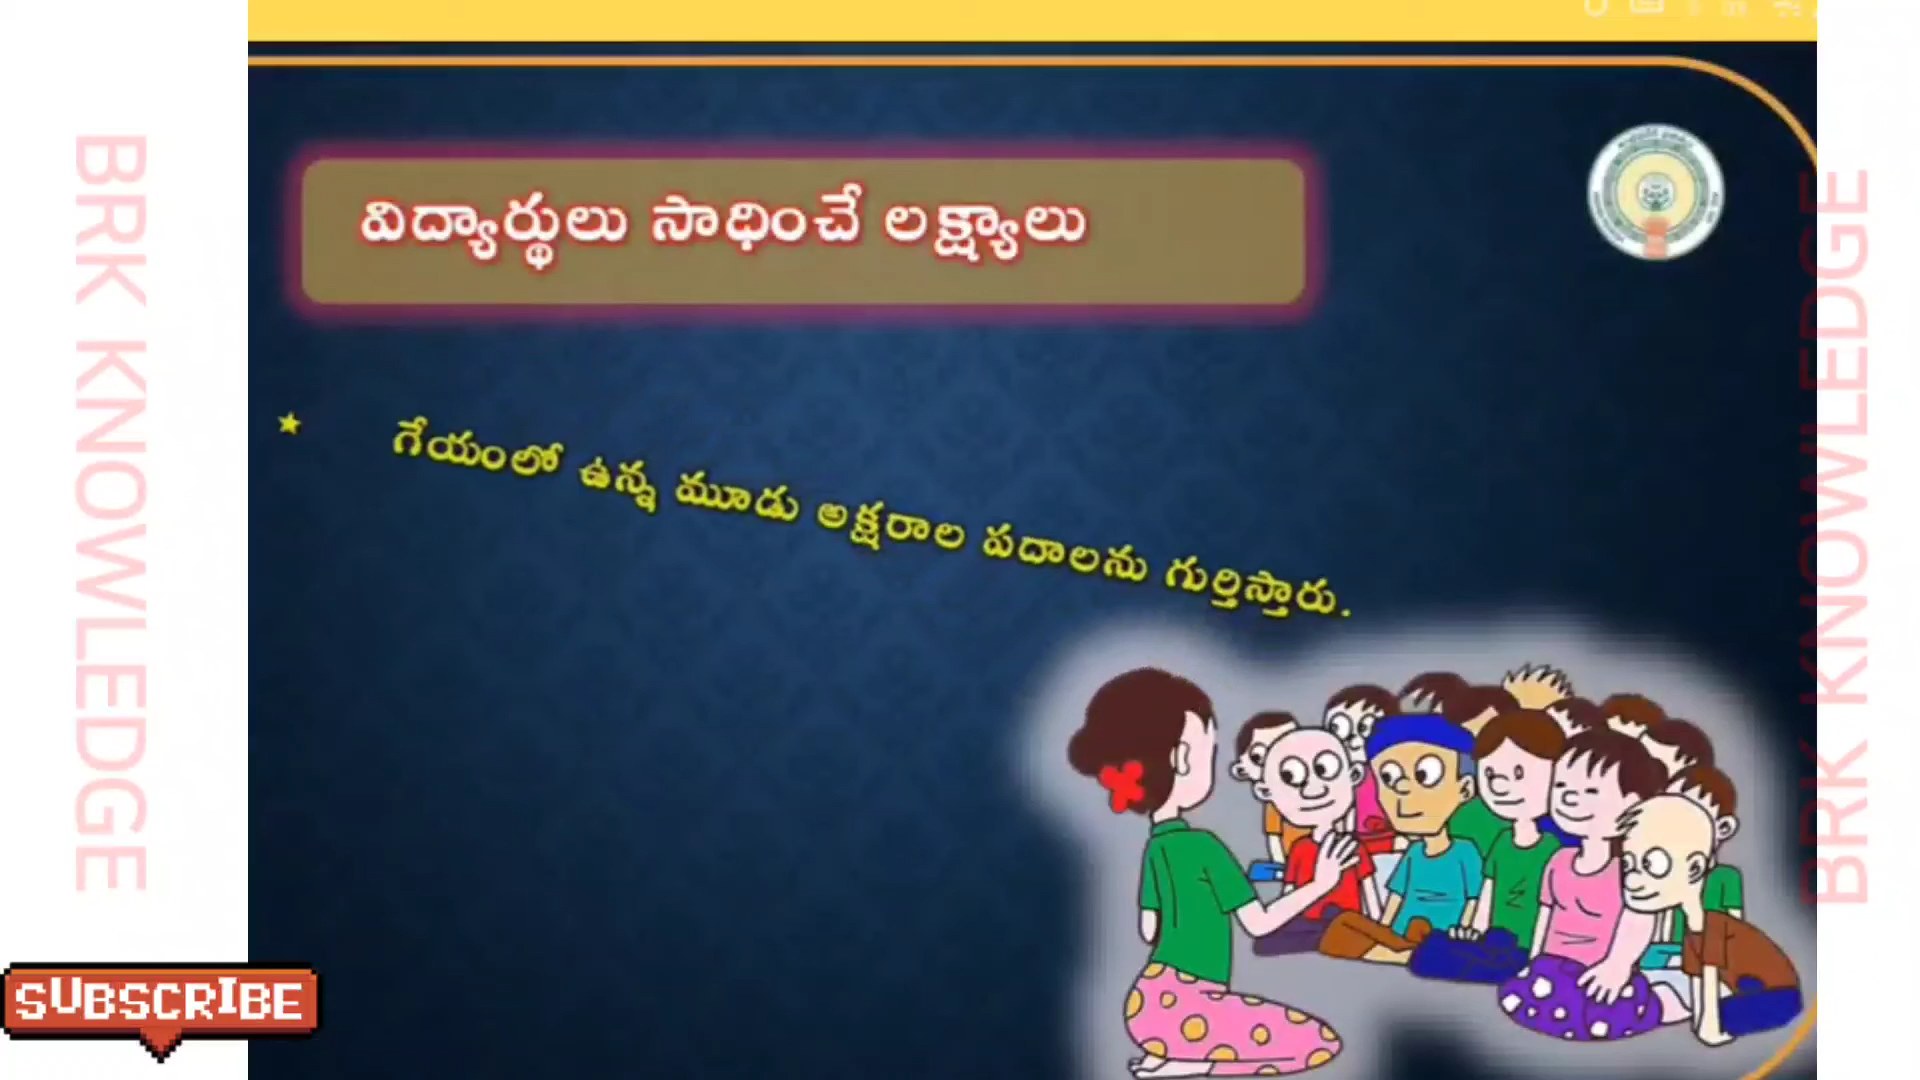 విద్యార్థులు సాధించే లక్ష్యాలు
★ గేయంలో ఉన్న మూడు అక్షరాల పదాలను గుర్తిస్తారు.
BRK KNOWLEDGE
BRK KNOWLEDGE
SUBSCRIBE